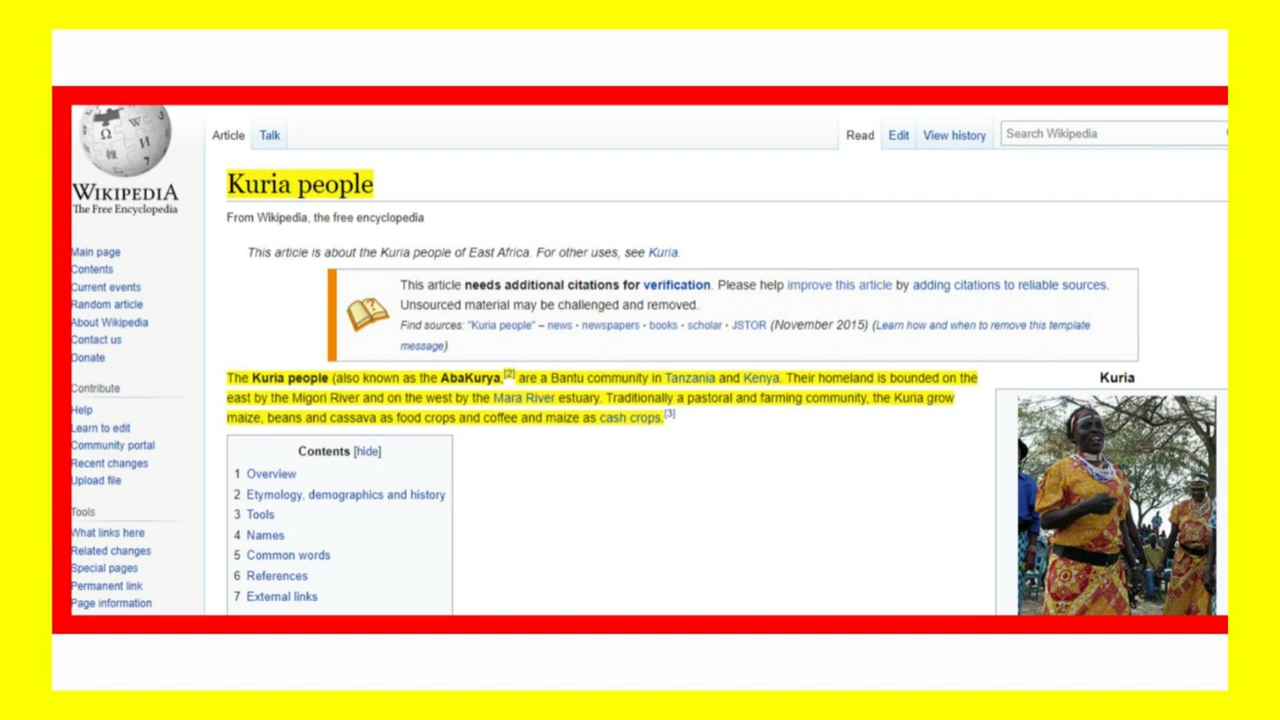 WIKIPEDIA
The Free Encyclopedia
Main page
Contents
Current events
Random article
About Wikipedia
Contact us
Donate
Contribute
Help
Learn to edit
Community portal
Recent changes
Upload file
Tools
What links here
Related changes
Special pages
Permanent link
Page information
Article Talk Read Edit View history Search Wikipedia
Kuria people
From Wikipedia, the free encyclopedia
This article is about the Kuria people of East Africa. For other uses, see Kuria.
This article needs additional citations for verification. Please help improve this article by adding citations to reliable sources.
Unsourced material may be challenged and removed.
Find sources: "Kuria people" – news · newspapers · books · scholar · JSTOR (November 2015) (Learn how and when to remove this template
message)
The Kuria people (also known as the AbaKurya,[2] are a Bantu community in Tanzania and Kenya. Their homeland is bounded on the
east by the Migori River and on the west by the Mara River estuary. Traditionally a pastoral and farming community, the Kuria grow
maize, beans and cassava as food crops and coffee and maize as cash crops.[3]
Contents [hide]
1 Overview
2 Etymology, demographics and history
3 Tools
4 Names
5 Common words
6 References
7 External links
Kuria